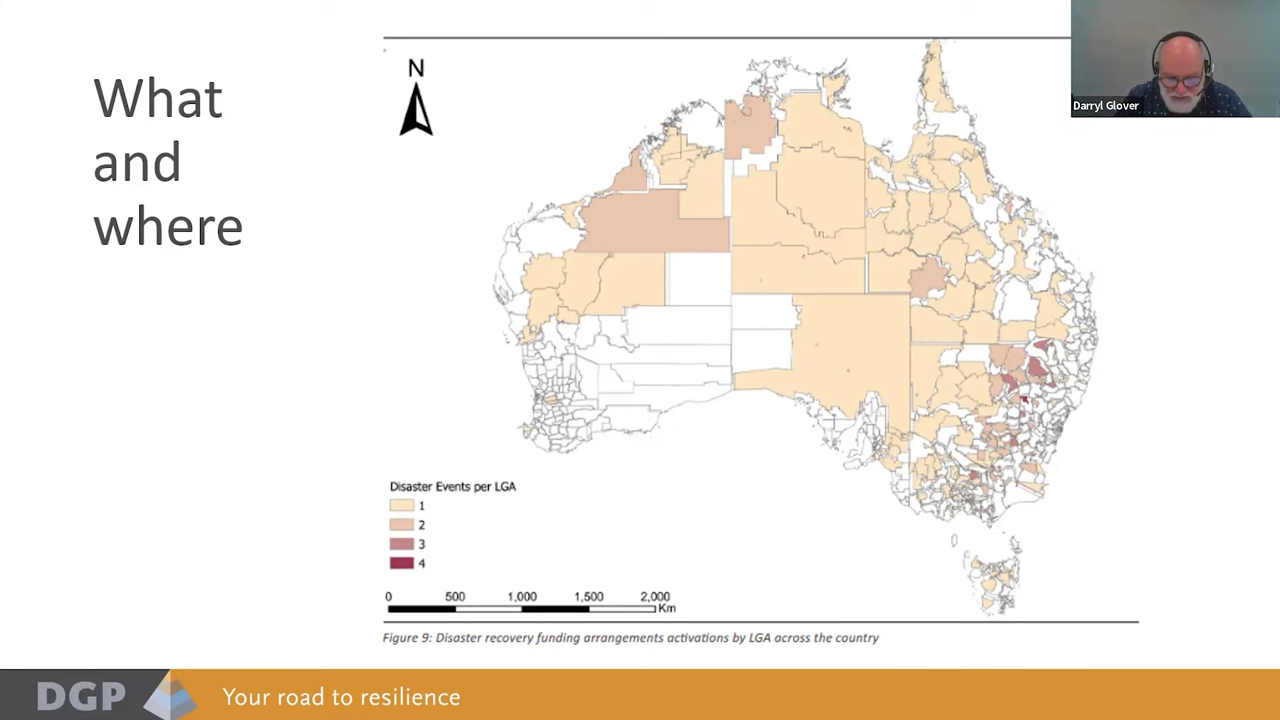 What
and
where
N
Darryl Glover
Disaster Events per LGA
1
2
3
4
0 500 1,000 1,500 2,000
Km
Figure 9: Disaster recovery funding arrangements activations by LGA across the country
DGP
Your road to resilience